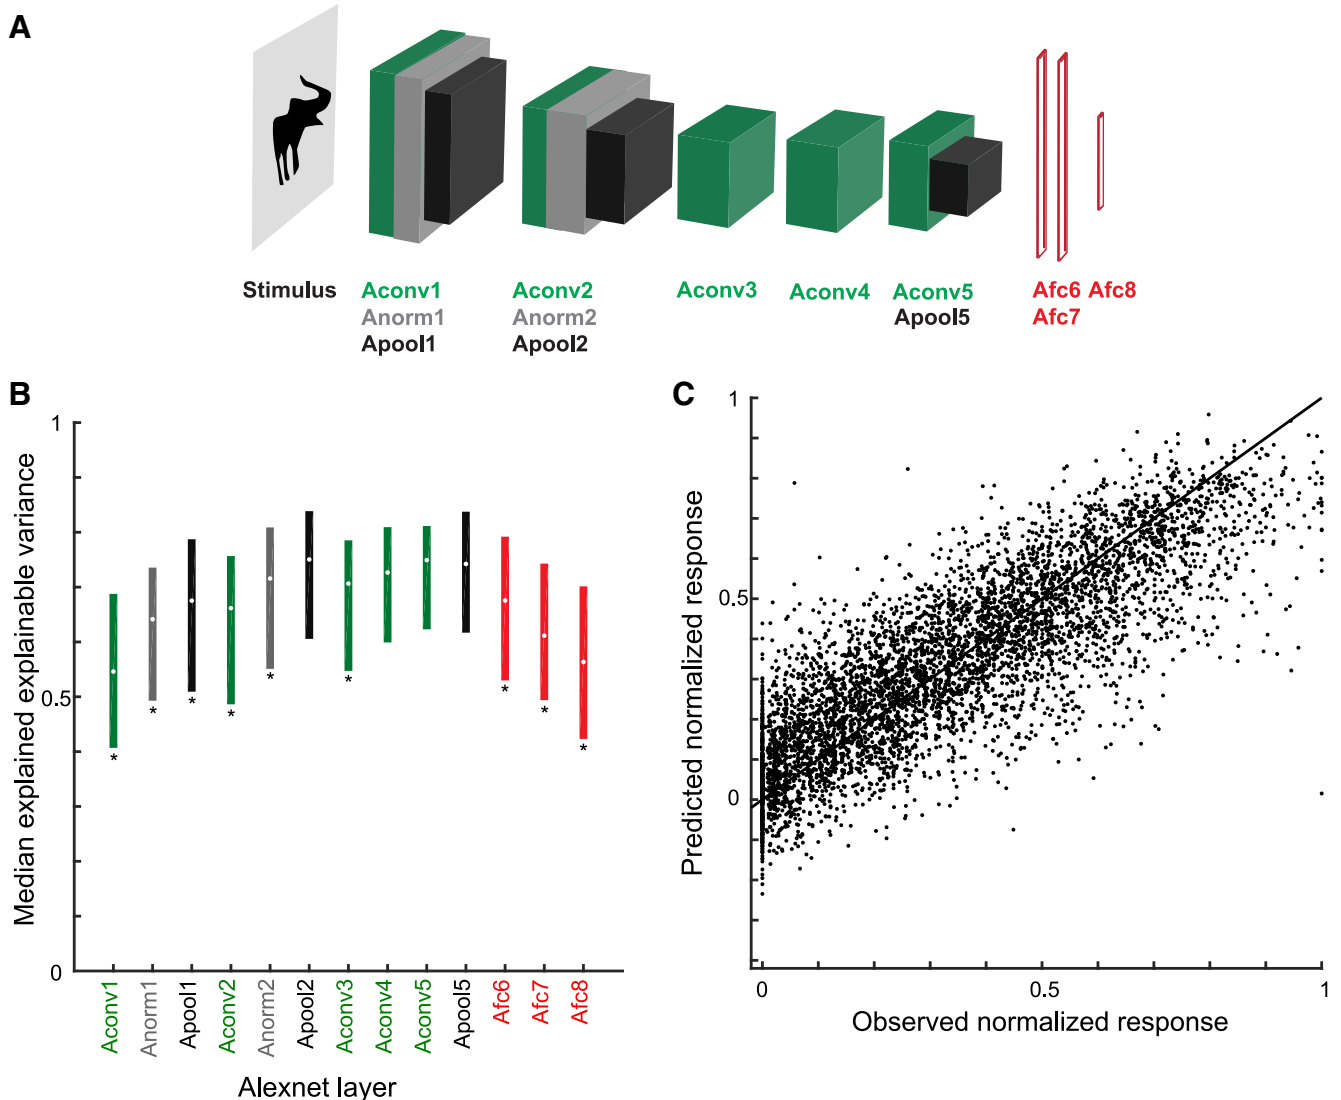 A
Stimulus
Aconv1
Anorm1
Apool1
Aconv2
Anorm2
Apool2
Aconv3
Aconv4
Aconv5
Apool5
Afc6 Afc8
Afc7
B
Median explained explainable variance
1
0.5
0
*
*
*
*
*
*
*
*
*
Aconv1
Anorm1
Apool1
Aconv2
Anorm2
Apool2
Aconv3
Aconv4
Aconv5
Apool5
Afc6
Afc7
Afc8
Alexnet layer
C
Predicted normalized response
1
0.5
0
0
0.5
1
Observed normalized response